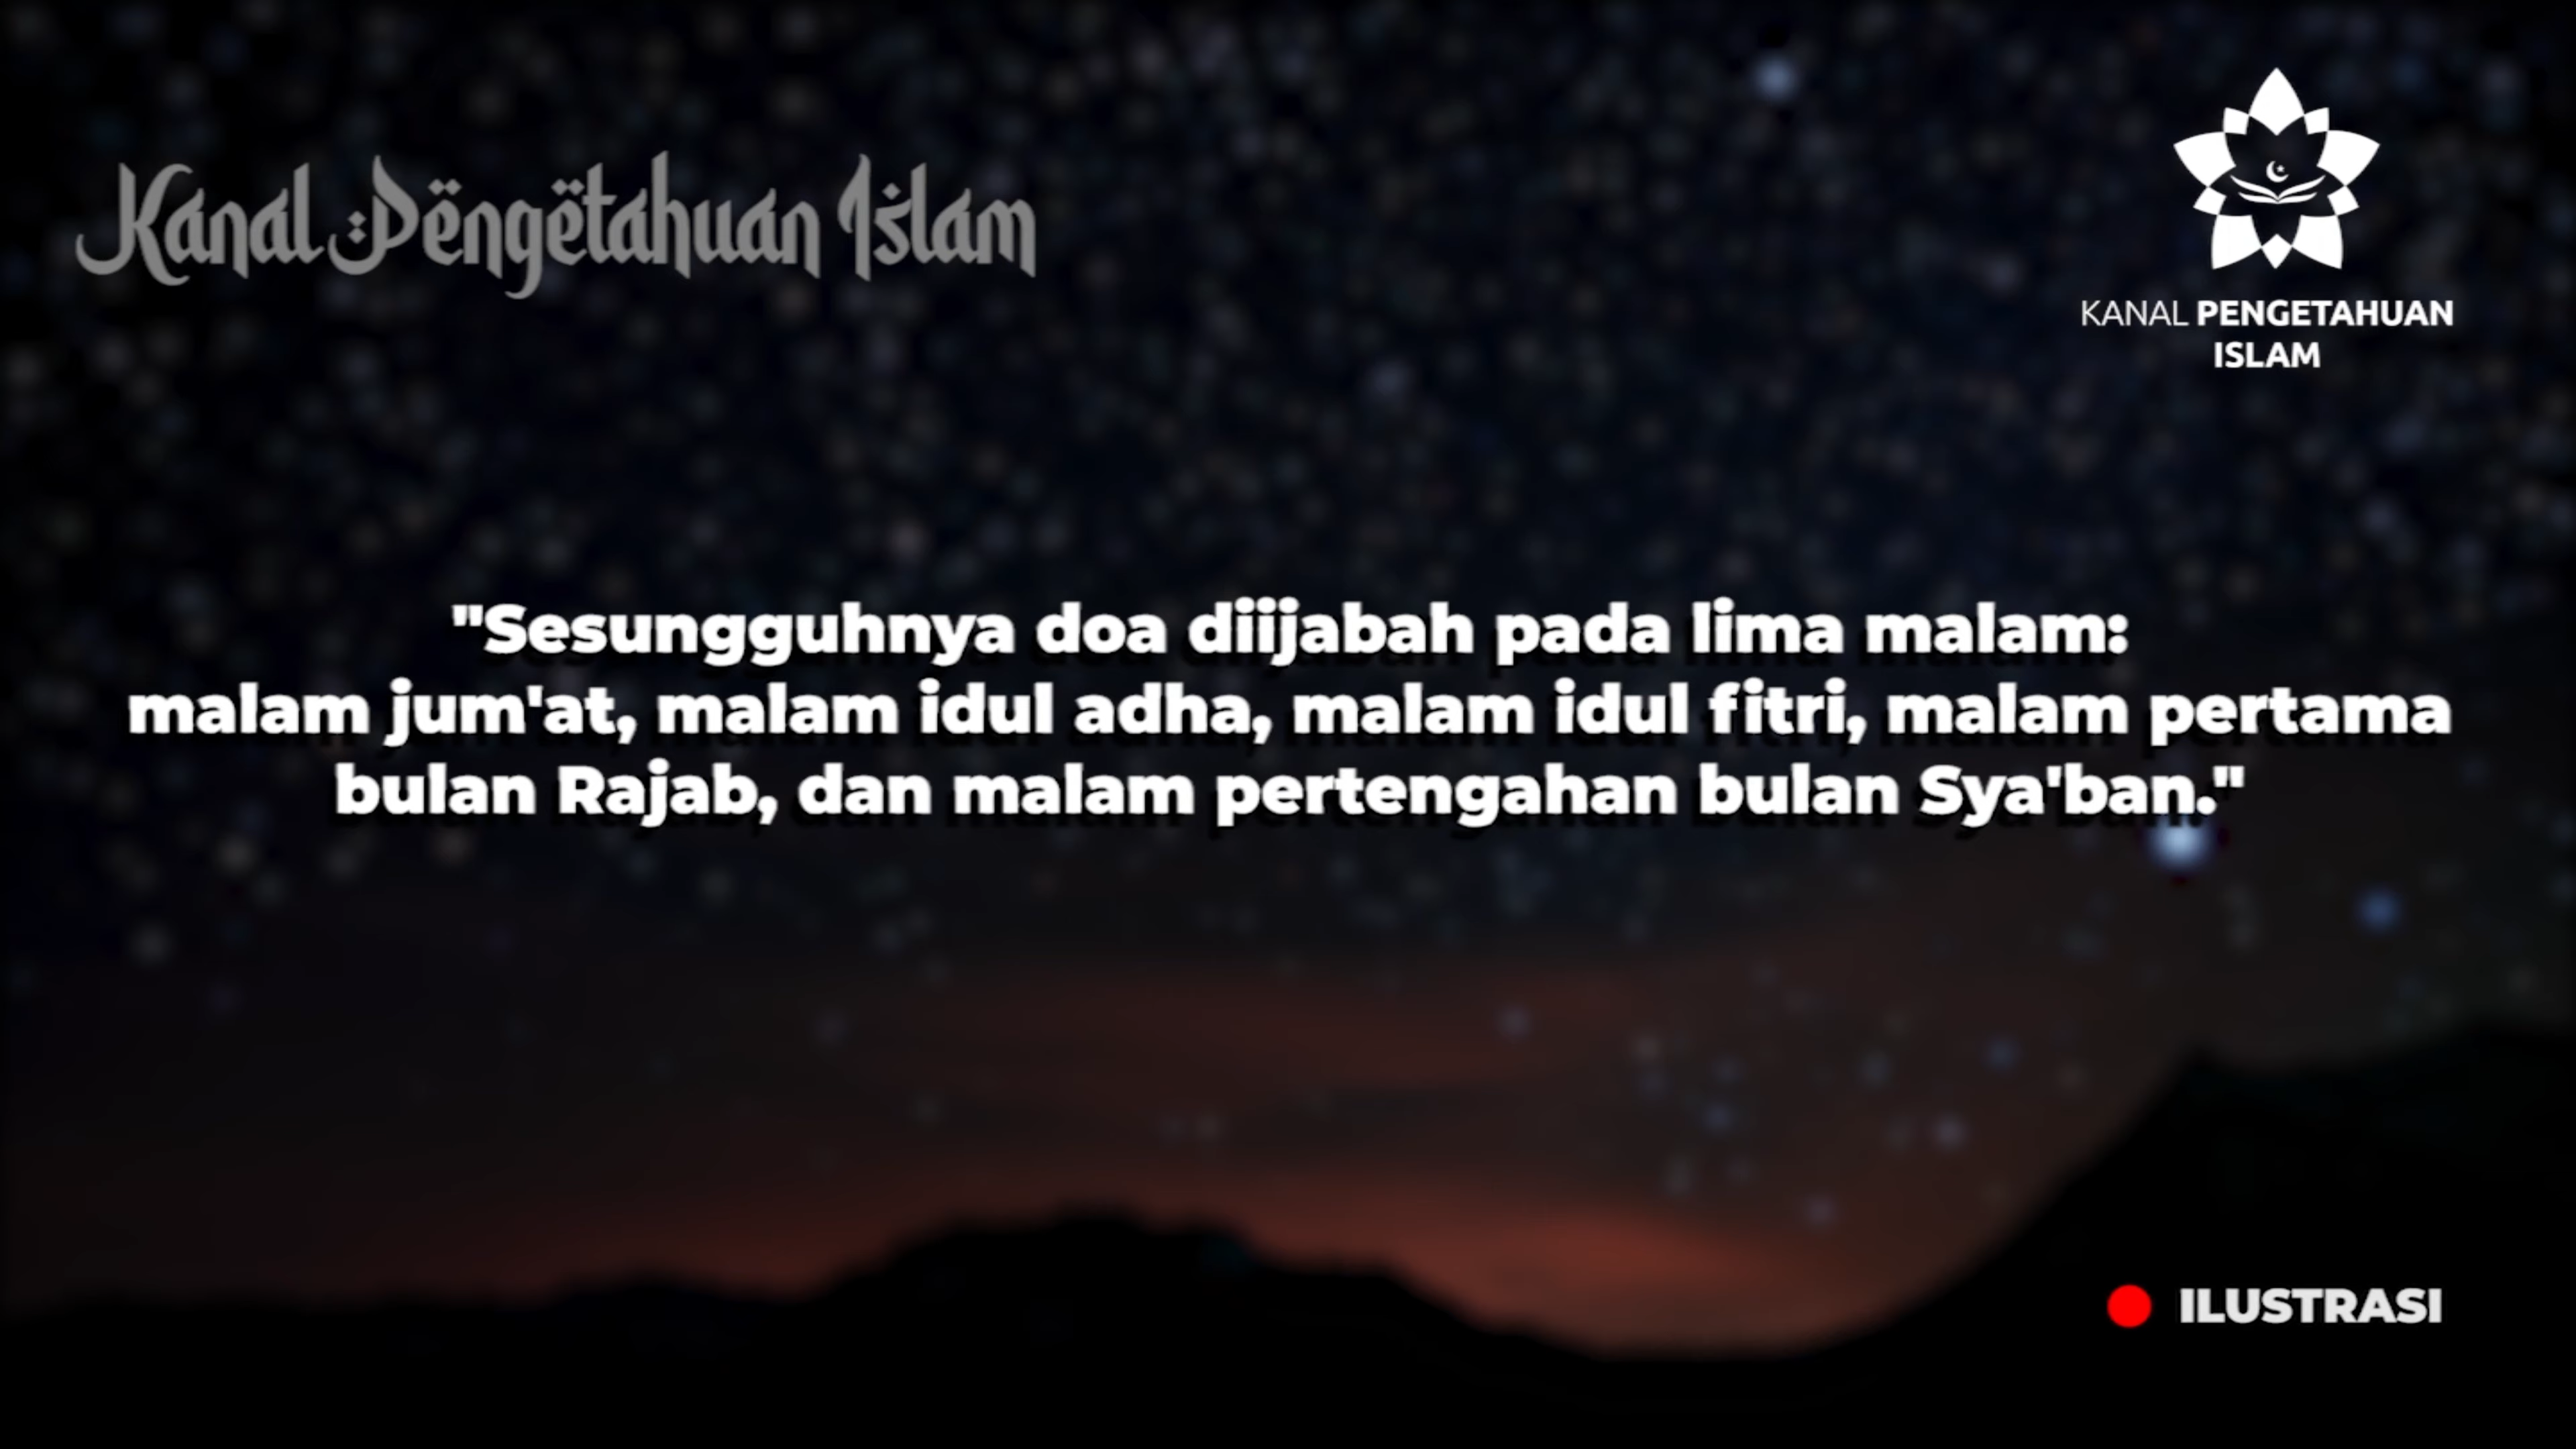 Kanal Pengetahuan Islam
KANAL PENGETAHUAN
ISLAM
"Sesungguhnya doa diijabah pada lima malam:
malam jum'at, malam idul adha, malam idul fitri, malam pertama
bulan Rajab, dan malam pertengahan bulan Sya'ban."
ILUSTRASI